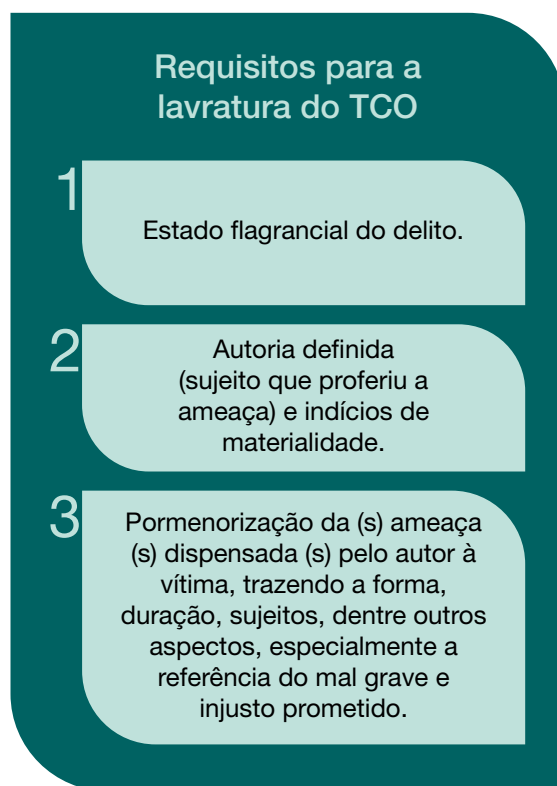 Requisitos para a
lavratura do TCO
1
Estado flagrancial do delito.
2
Autoria definida
(sujeito que proferiu a
ameaça) e indícios de
materialidade.
3
Pormenorização da (s) ameaça
(s) dispensada (s) pelo autor à
vítima, trazendo a forma,
duração, sujeitos, dentre outros
aspectos, especialmente a
referência do mal grave e
injusto prometido.